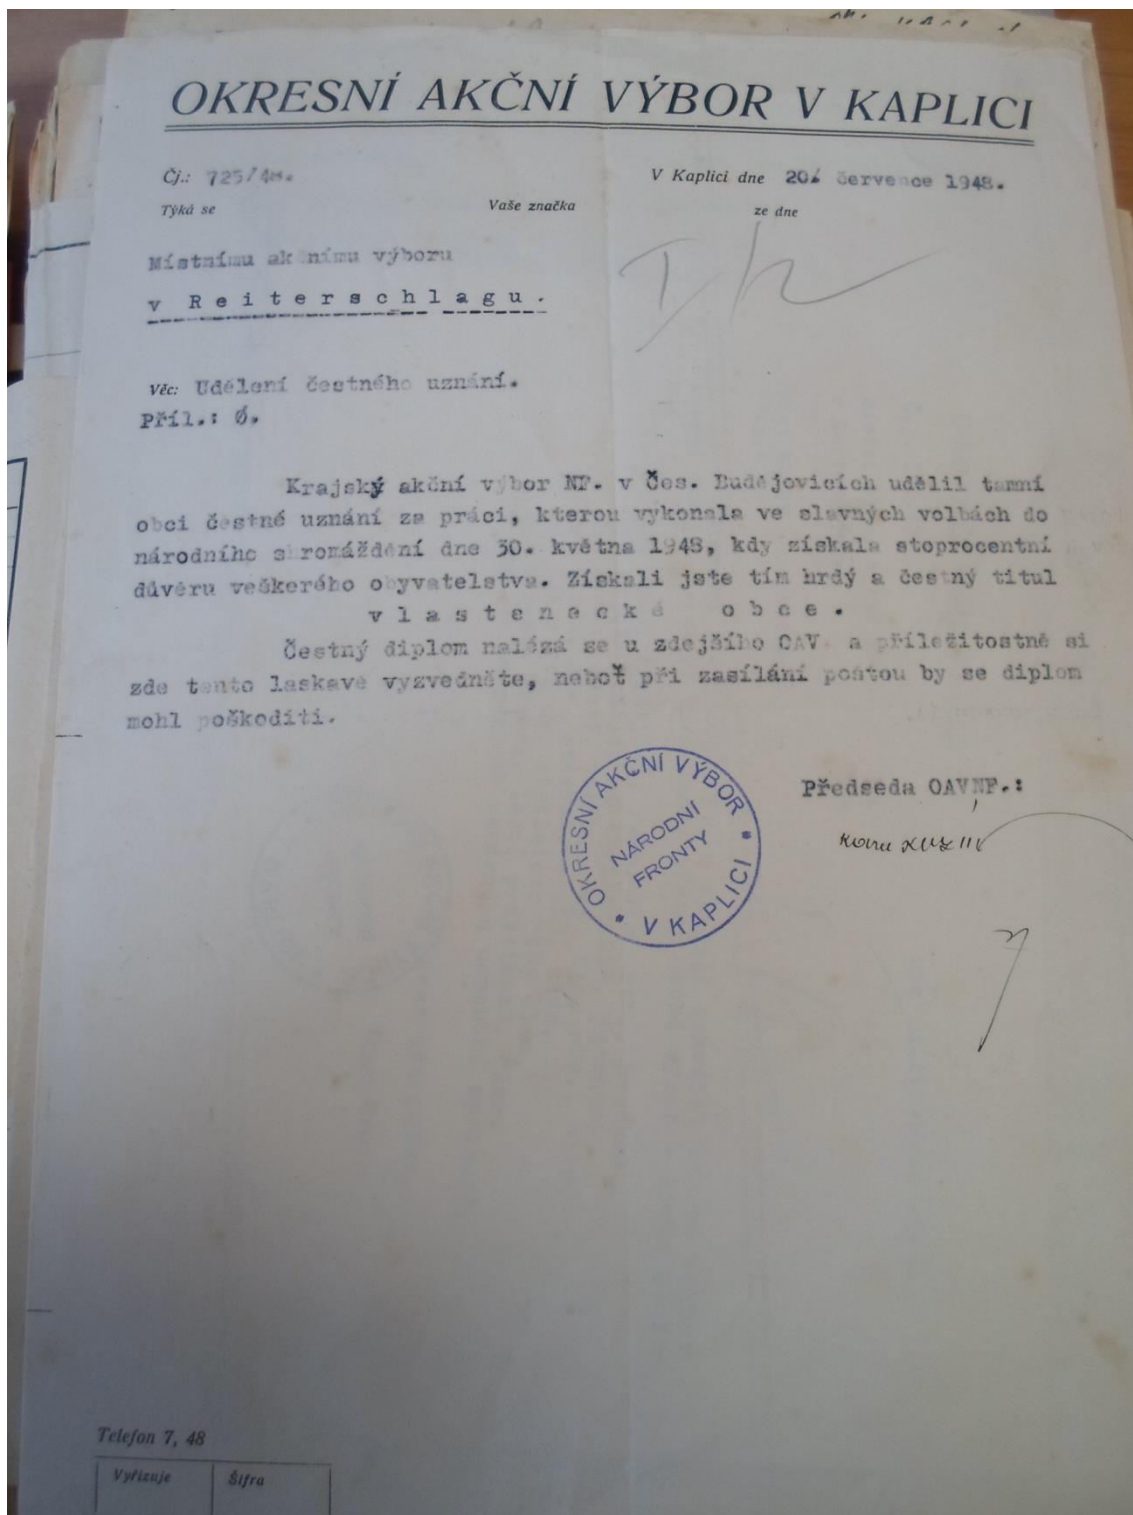 OKRESNÍ AKČNÍ VÝBOR V KAPLICI
Čj.: 725/48.
V Kaplici dne 20. července 1948.
Týká se
Vaše značka
ze dne
Místnímu akčnímu výboru
v Reiterschlagu.
Věc: Udělení čestného uznání.
Příl.: Ø.
Krajský akční výbor NF. v Čes. Budějovicích udělil tamní
obci čestné uznání za práci, kterou vykonala ve slavných volbách do
národního shromáždění dne 30. května 1948, kdy získala stoprocentní
důvěru veškerého obyvatelstva. Získali jste tím hrdý a čestný titul
vlastenecké obce.
Čestný diplom nalézá se u zdejšího OAV. a příležitostně si
zde tento laskavě vyzvedněte, neboť při zasílání poštou by se diplom
mohl poškoditi.
Předseda OAV NF.:
OKRESNÍ AKČNÍ VÝBOR
NÁRODNÍ
FRONTY
V KAPLICI
Telefon 7, 48
Vyřizuje
Šifra